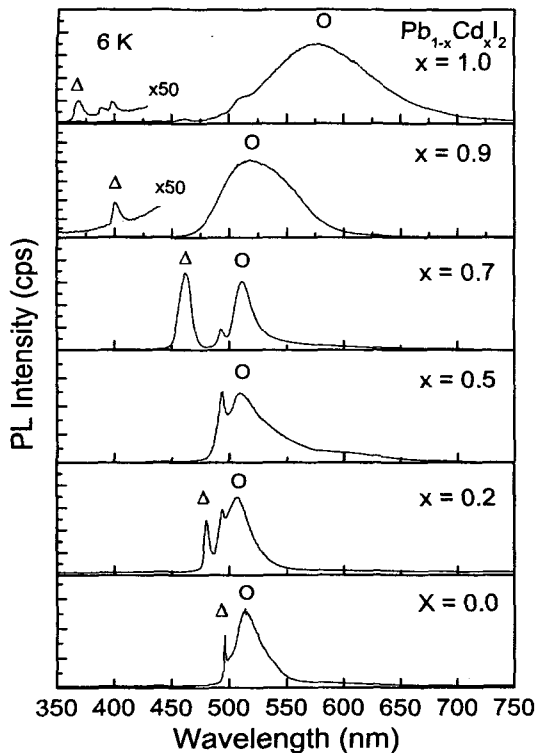 6 K
O
Pb1-xCdxI2
x = 1.0
Δ
x50
O
x = 0.9
Δ
x50
Δ
O
x = 0.7
O
x = 0.5
Δ
O
x = 0.2
Δ
O
X = 0.0
PL Intensity (cps)
350 400 450 500 550 600 650 700 750
Wavelength (nm)